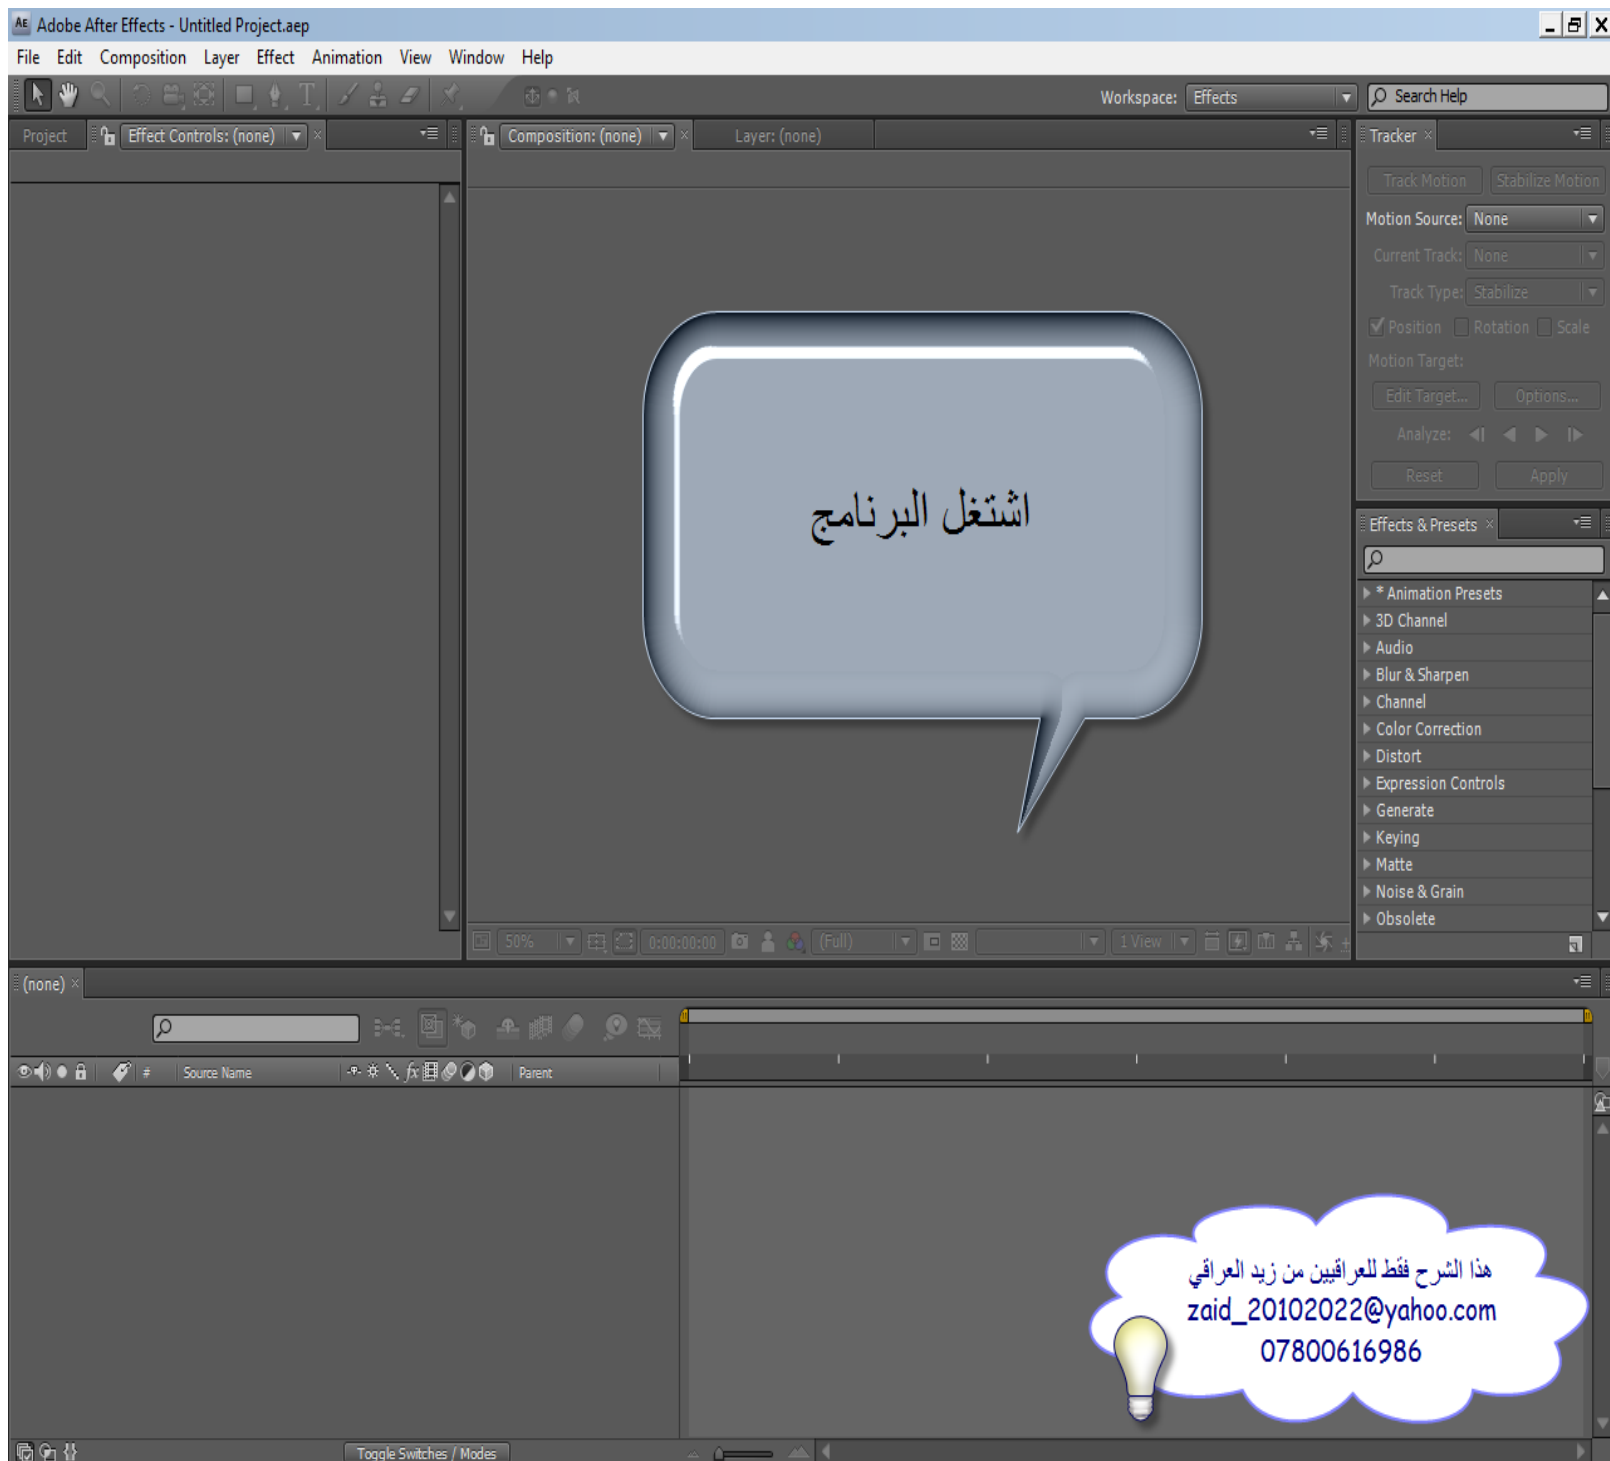 Adobe After Effects - Untitled Project.aep
File Edit Composition Layer Effect Animation View Window Help
Workspace: Effects Search Help
Project Effect Controls: (none) Composition: (none) Layer: (none) Tracker
Track Motion Stabilize Motion
Motion Source: None
Current Track: None
Track Type: Stabilize
Position Rotation Scale
Motion Target:
Edit Target... Options...
Analyze:
Reset Apply
اشتغل البرنامج
Effects & Presets
* Animation Presets
3D Channel
Audio
Blur & Sharpen
Channel
Color Correction
Distort
Expression Controls
Generate
Keying
Matte
Noise & Grain
Obsolete
50% 0:00:00:00 (Full) 1 View
(none)
# Source Name Parent
هذا الشرح فقط للعراقيين من زيد العراقي
zaid_20102022@yahoo.com
07800616986
Toggle Switches / Modes